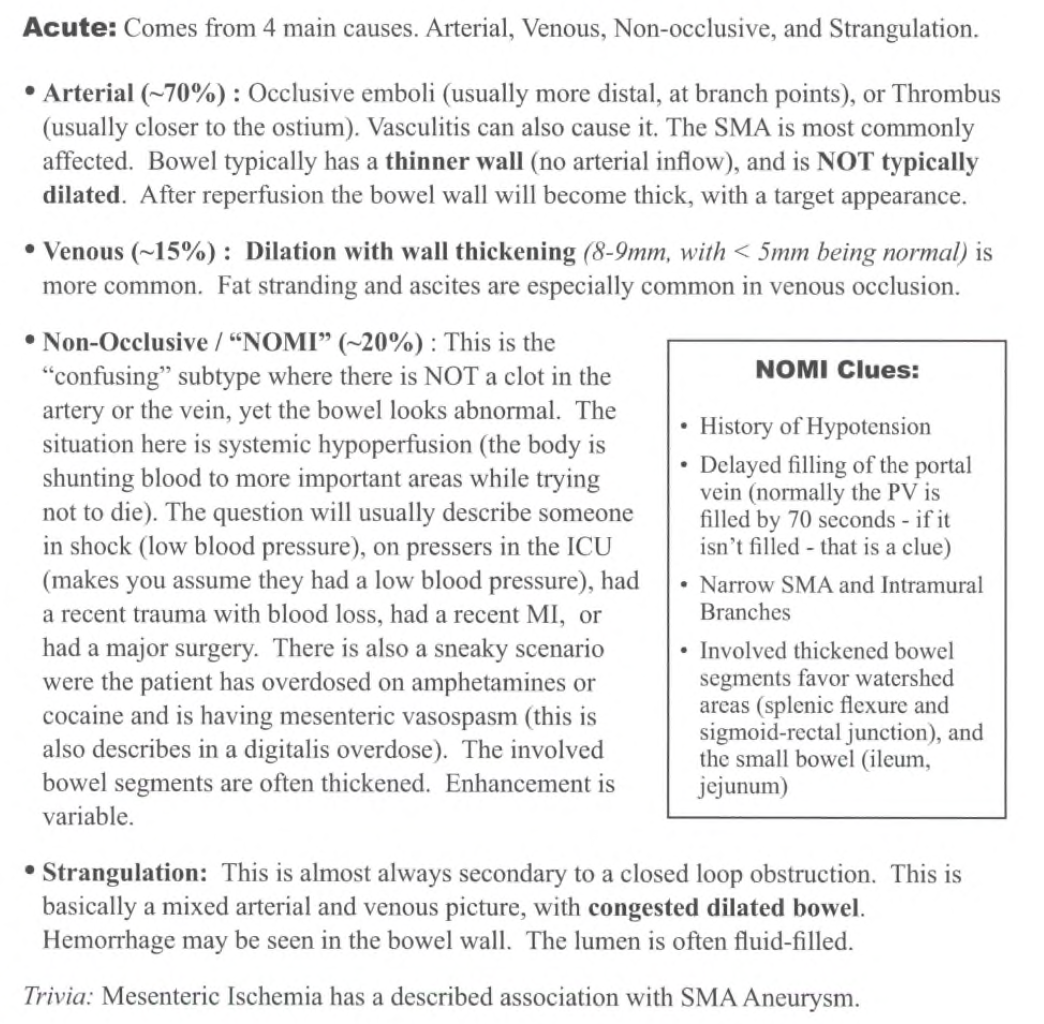 Acute: Comes from 4 main causes. Arterial, Venous, Non-occlusive, and Strangulation.
• Arterial (~70%) : Occlusive emboli (usually more distal, at branch points), or Thrombus
(usually closer to the ostium). Vasculitis can also cause it. The SMA is most commonly
affected. Bowel typically has a thinner wall (no arterial inflow), and is NOT typically
dilated. After reperfusion the bowel wall will become thick, with a target appearance.
• Venous (~15%) : Dilation with wall thickening (8-9mm, with < 5mm being normal) is
more common. Fat stranding and ascites are especially common in venous occlusion.
• Non-Occlusive / “NOMI” (~20%) : This is the
“confusing” subtype where there is NOT a clot in the
artery or the vein, yet the bowel looks abnormal. The
situation here is systemic hypoperfusion (the body is
shunting blood to more important areas while trying
not to die). The question will usually describe someone
in shock (low blood pressure), on pressers in the ICU
(makes you assume they had a low blood pressure), had
a recent trauma with blood loss, had a recent MI, or
had a major surgery. There is also a sneaky scenario
were the patient has overdosed on amphetamines or
cocaine and is having mesenteric vasospasm (this is
also describes in a digitalis overdose). The involved
bowel segments are often thickened. Enhancement is
variable.
NOMI Clues:
• History of Hypotension
• Delayed filling of the portal
vein (normally the PV is
filled by 70 seconds - if it
isn’t filled - that is a clue)
• Narrow SMA and Intramural
Branches
• Involved thickened bowel
segments favor watershed
areas (splenic flexure and
sigmoid-rectal junction), and
the small bowel (ileum,
jejunum)
• Strangulation: This is almost always secondary to a closed loop obstruction. This is
basically a mixed arterial and venous picture, with congested dilated bowel.
Hemorrhage may be seen in the bowel wall. The lumen is often fluid-filled.
Trivia: Mesenteric Ischemia has a described association with SMA Aneurysm.